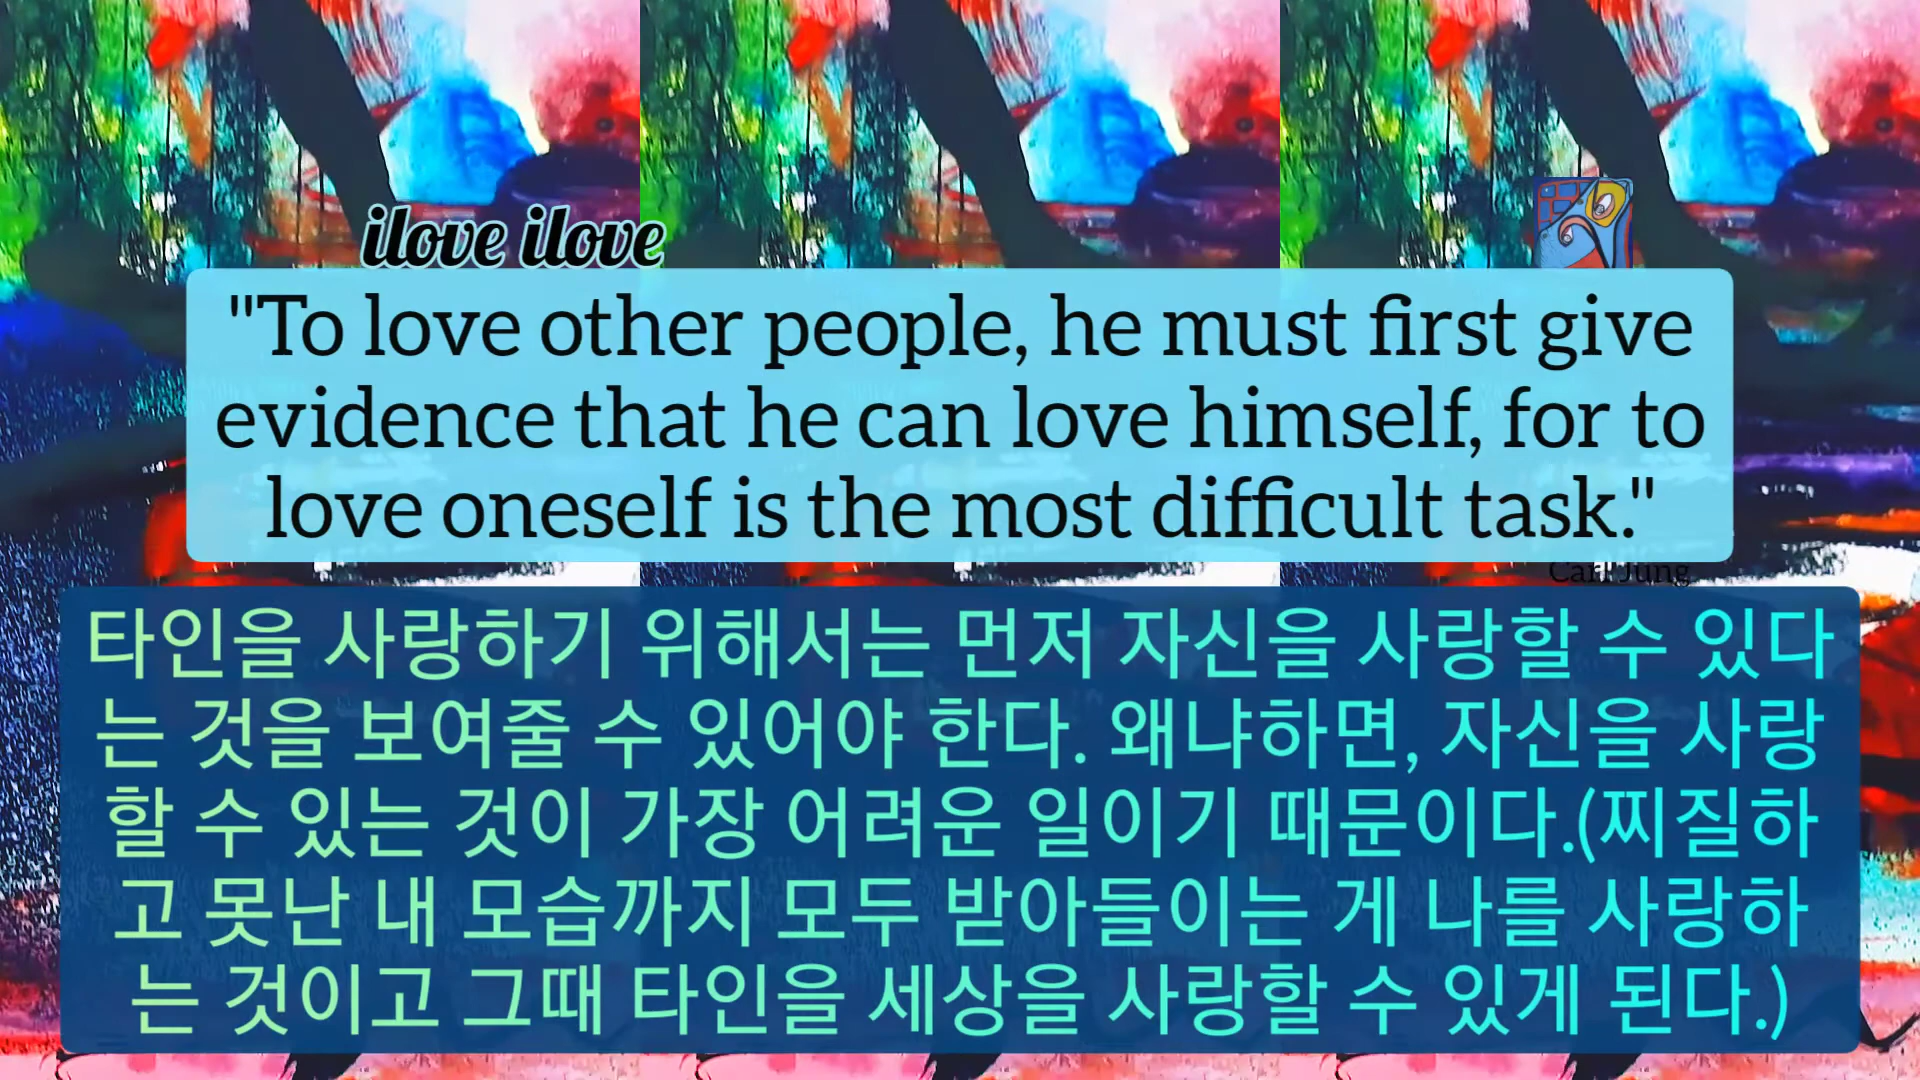 ilove ilove
"To love other people, he must first give
evidence that he can love himself, for to
love oneself is the most difficult task."
Carl Jung
타인을 사랑하기 위해서는 먼저 자신을 사랑할 수 있다
는 것을 보여줄 수 있어야 한다. 왜냐하면, 자신을 사랑
할 수 있는 것이 가장 어려운 일이기 때문이다.(찌질하
고 못난 내 모습까지 모두 받아들이는 게 나를 사랑하
는 것이고 그때 타인을 세상을 사랑할 수 있게 된다.)